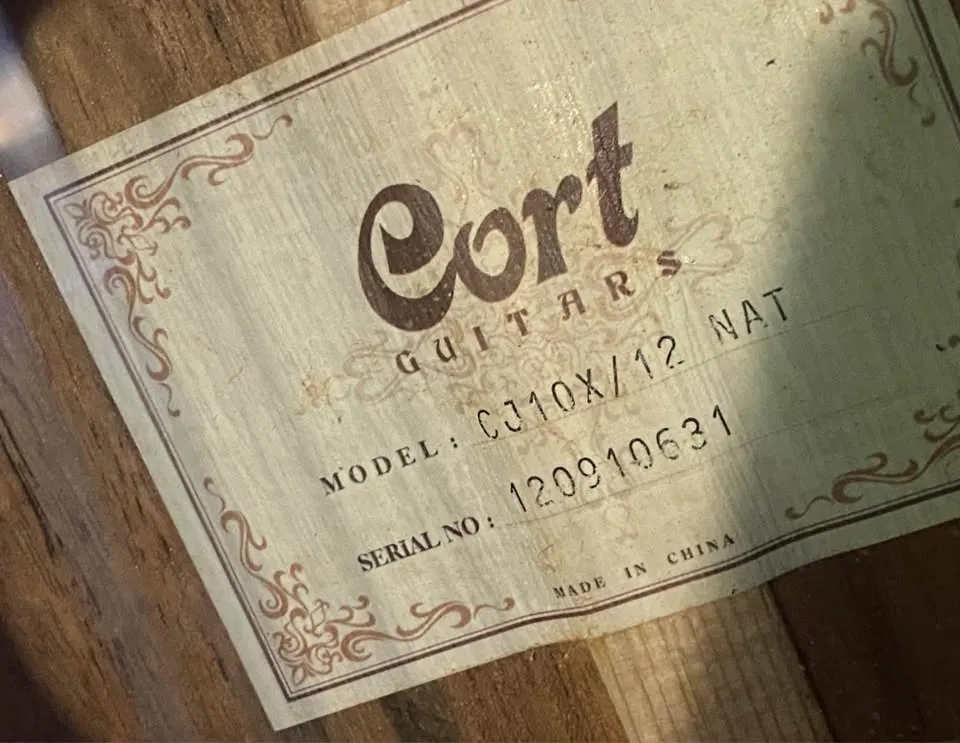 Cort
GUITARS
MODEL: CJ10X/12 NAT
SERIAL NO: 120910631
MADE IN CHINA